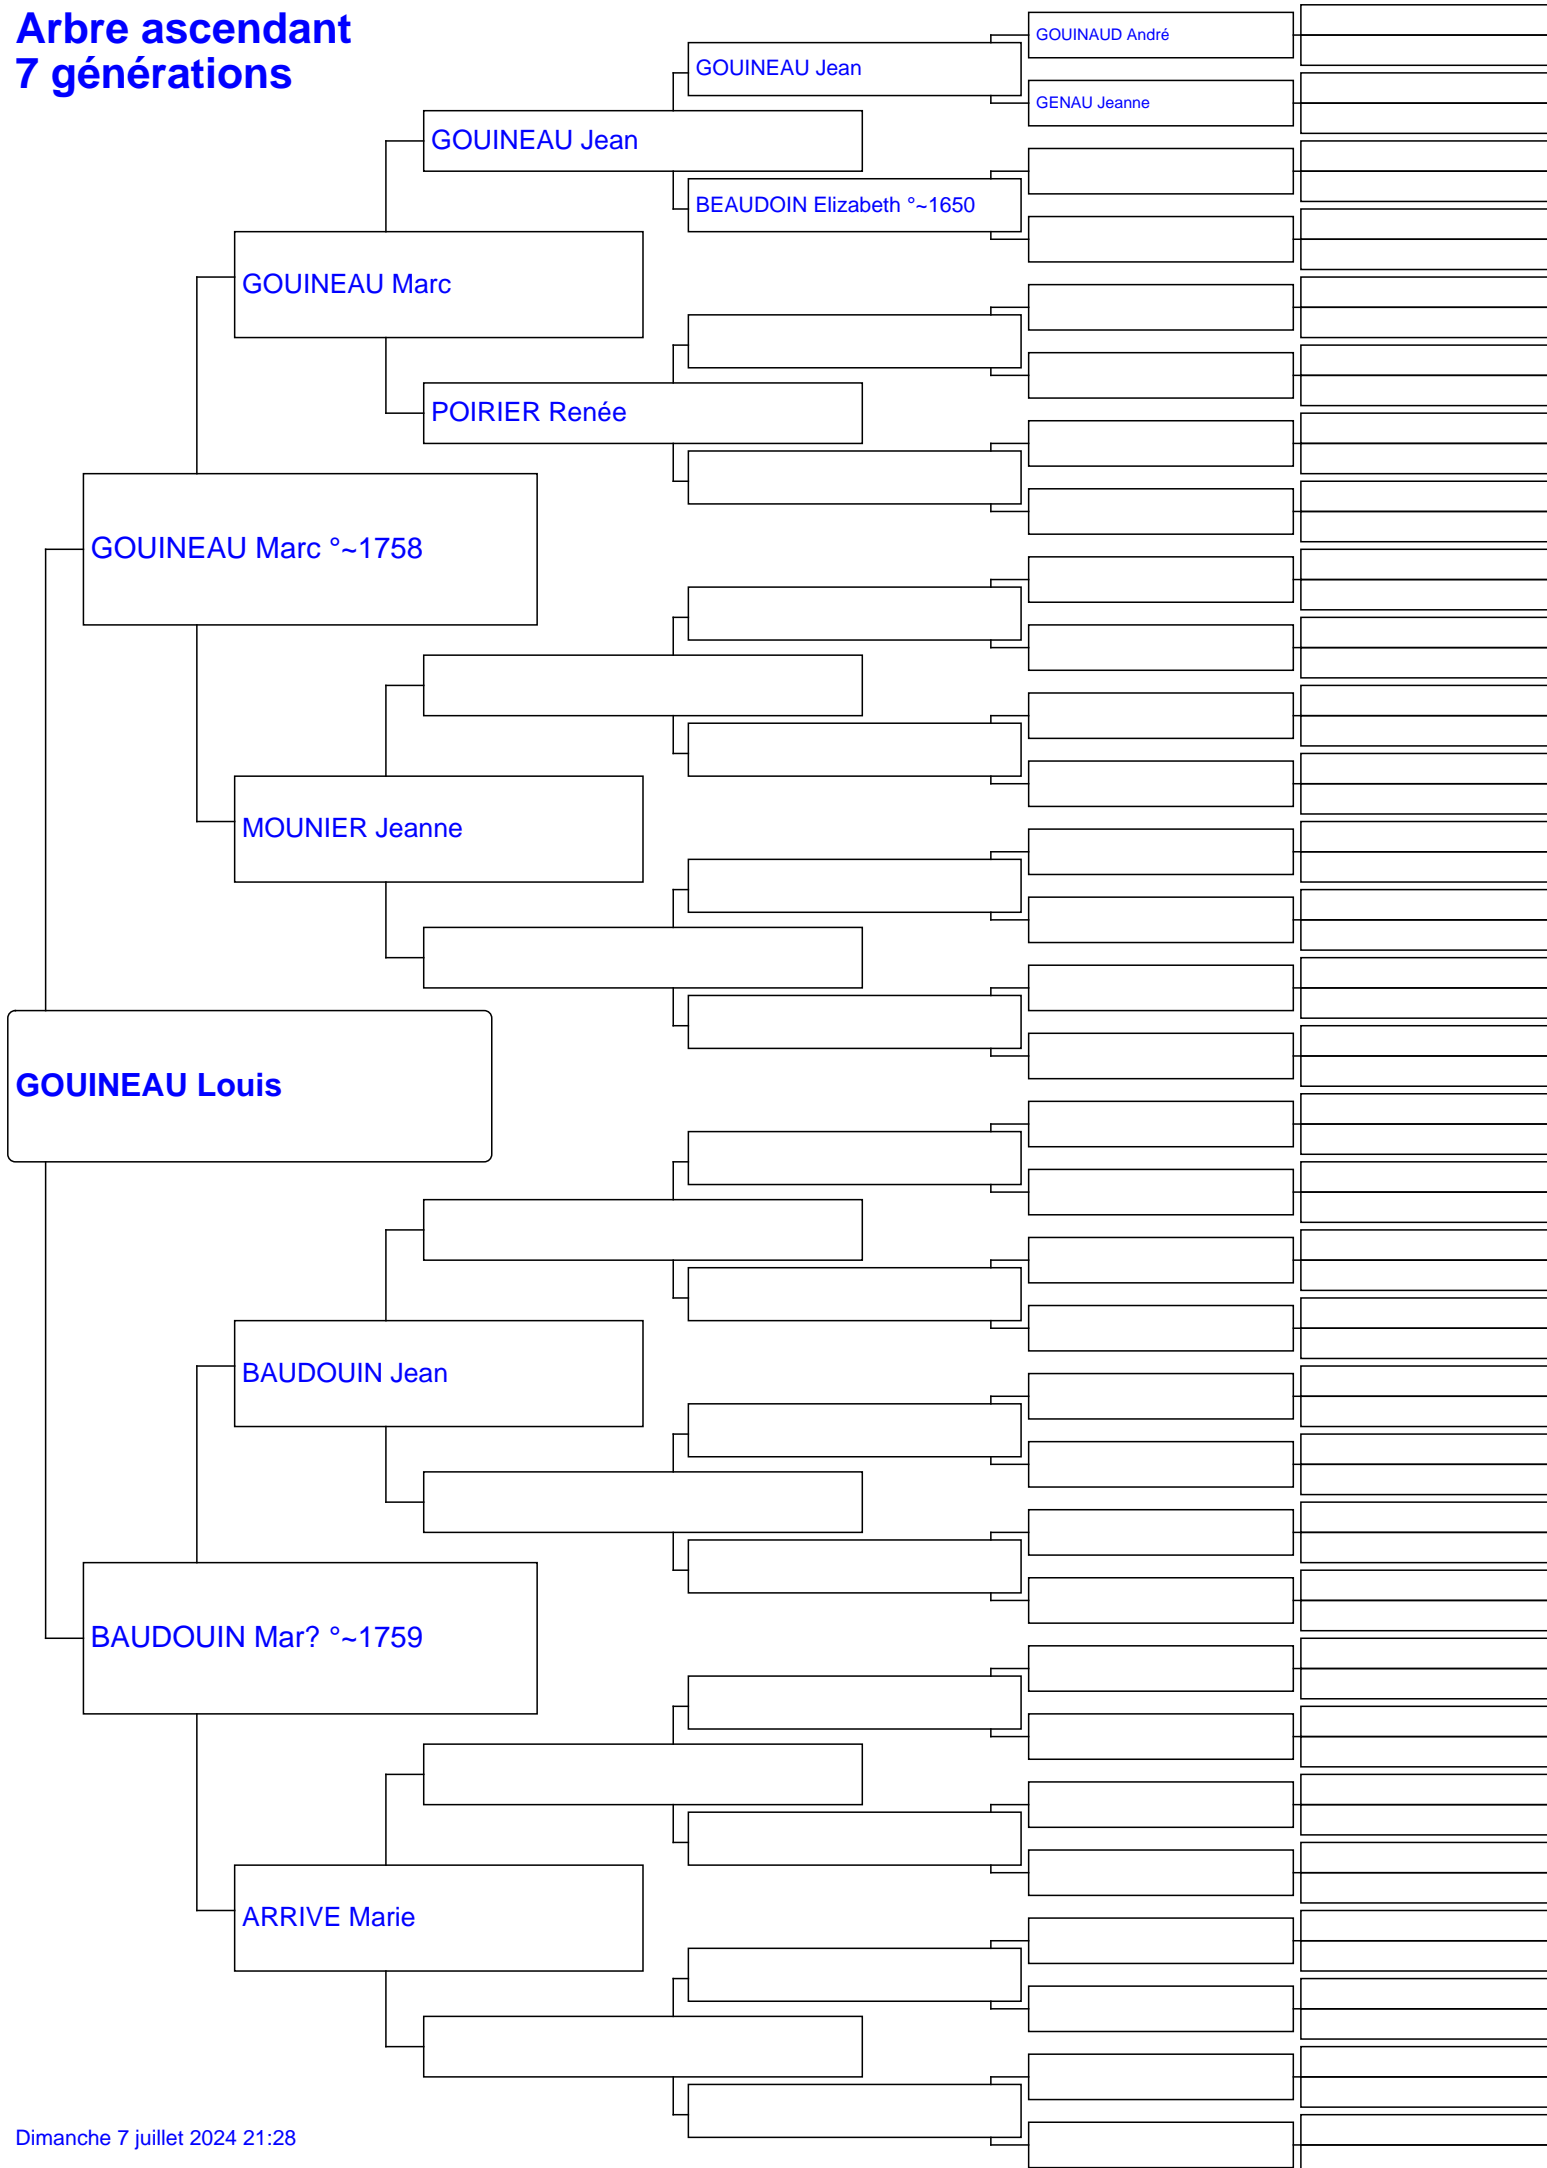 Arbre ascendant
7 générations
GOUINAUD André
GOUINEAU Jean
GENAU Jeanne
GOUINEAU Jean
BEAUDOIN Elizabeth °~1650
GOUINEAU Marc
POIRIER Renée
GOUINEAU Marc °~1758
MOUNIER Jeanne
GOUINEAU Louis
BAUDOUIN Jean
BAUDOUIN Mar? °~1759
ARRIVE Marie
Dimanche 7 juillet 2024 21:28